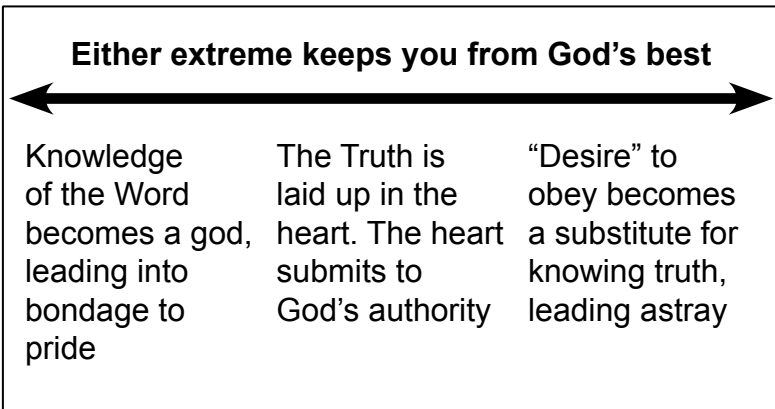 Either extreme keeps you from God’s best
Knowledge
of the Word
becomes a god,
leading into
bondage to
pride
The Truth is
laid up in the
heart. The heart
submits to
God’s authority
“Desire” to
obey becomes
a substitute for
knowing truth,
leading astray